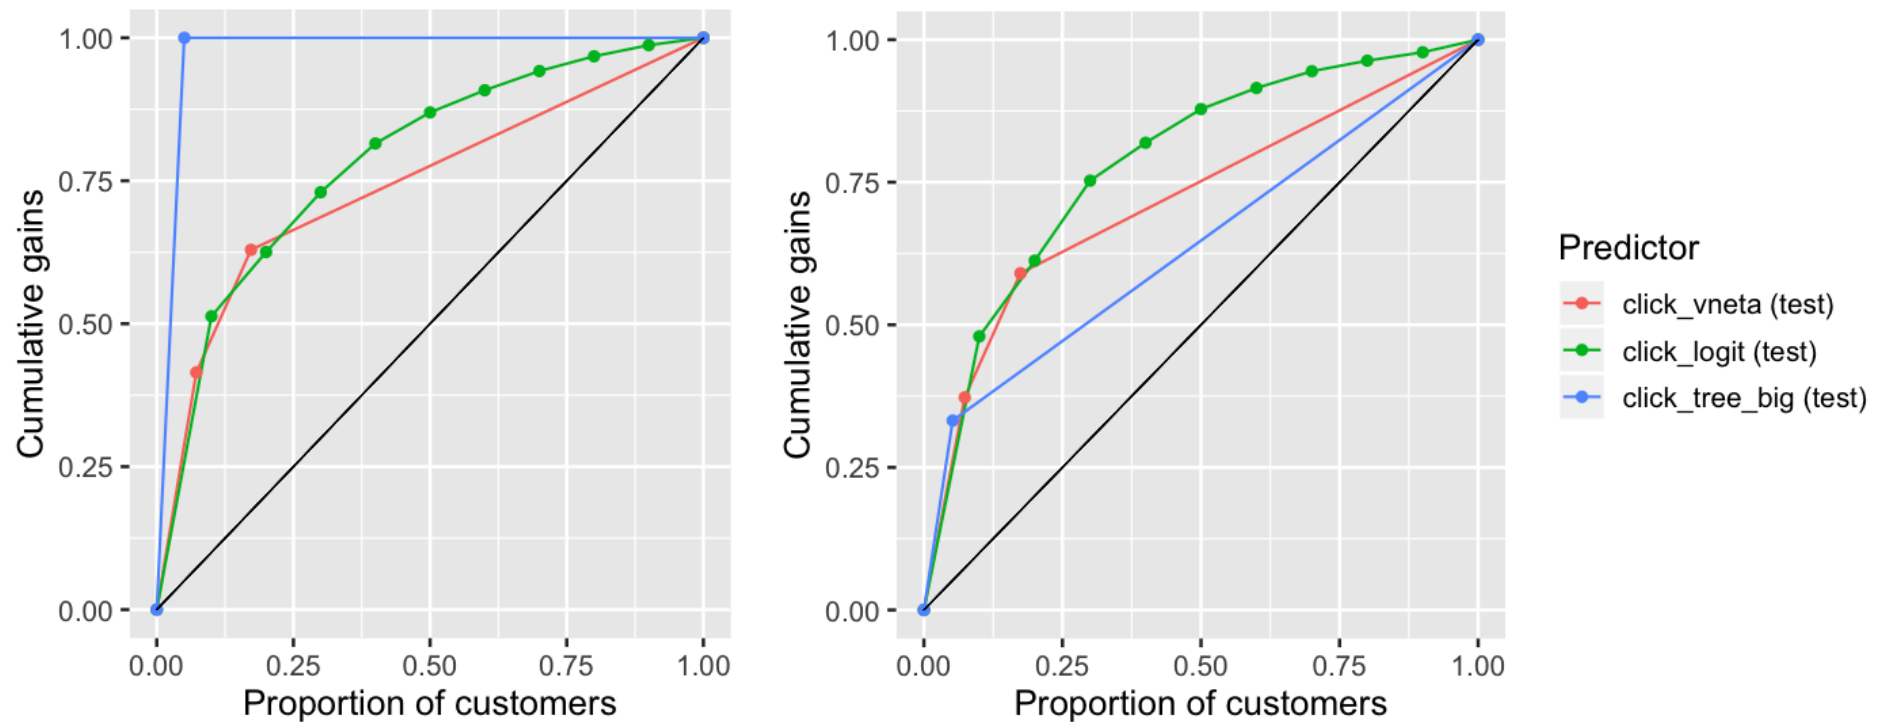 1.00
0.75
0.50
0.25
0.00
Cumulative gains
0.00 0.25 0.50 0.75 1.00
Proportion of customers
1.00
0.75
0.50
0.25
0.00
Cumulative gains
0.00 0.25 0.50 0.75 1.00
Proportion of customers
Predictor
click_vneta (test)
click_logit (test)
click_tree_big (test)